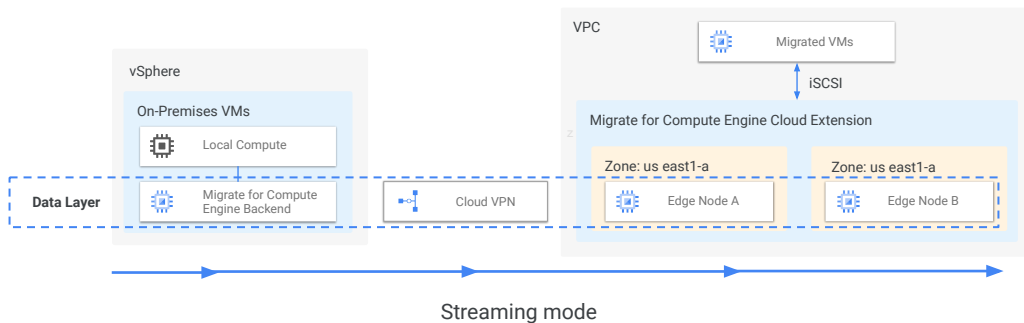 VPC
Migrated VMs
iSCSI
vSphere
On-Premises VMs
Local Compute
Migrate for Compute Engine Cloud Extension
z
Zone: us east1-a
Zone: us east1-a
Data Layer
Migrate for Compute
Engine Backend
Cloud VPN
Edge Node A
Edge Node B
Streaming mode